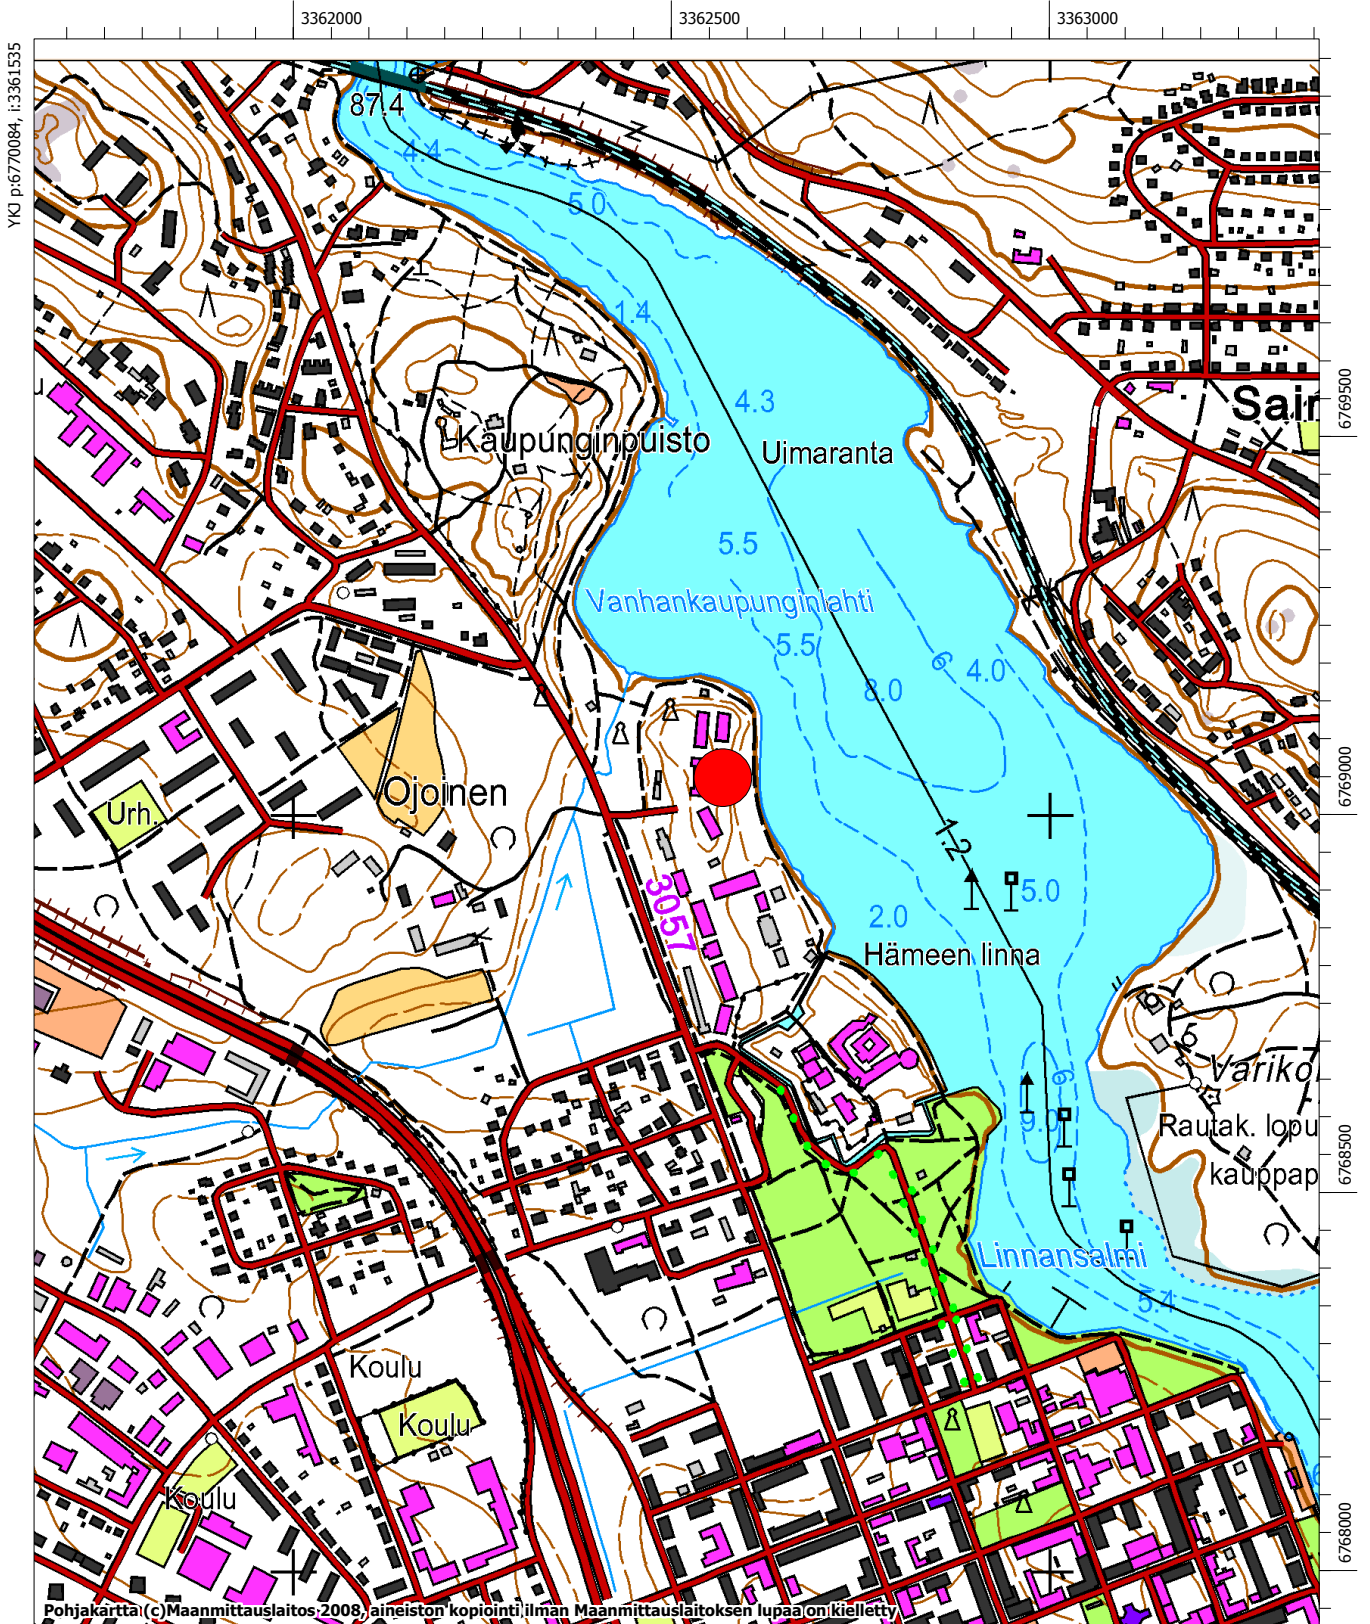 3362000
3362500
3363000
YKJ p:6770084, i:3361535
87.4
4.4
5.0
1.4
4.3
Sair
6769500
Kaupunginpuisto
Uimaranta
5.5
Vanhankaupunginlahti
5.5
6
4.0
8.0
6769000
Ojoinen
Urh.
1.2
3057
5.0
2.0
Hämeen linna
6
Variko
9.0
Rautak. lopu
kauppap
6768500
Linnansalmi
5.4
Koulu
Koulu
Koulu
6768000
Pohjakartta (c)Maanmittauslaitos 2008, aineiston kopiointi ilman Maanmittauslaitoksen lupaa on kielletty